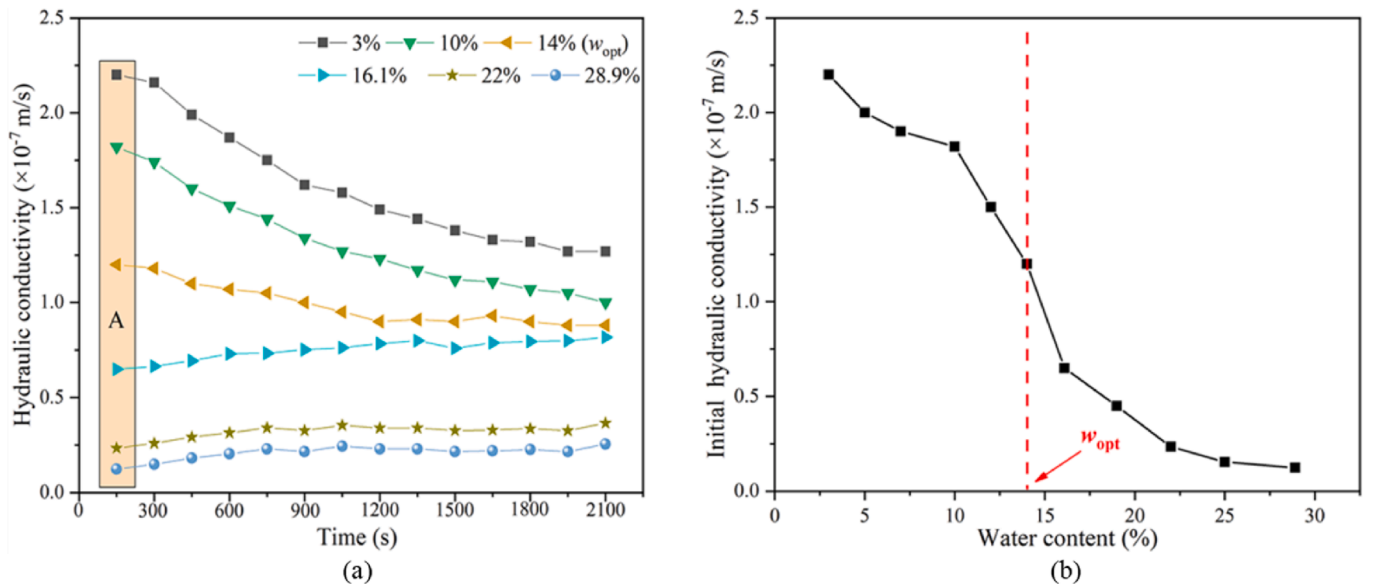 2.5
2.0
1.5
1.0
0.5
0.0
Hydraulic conductivity (×10⁻⁷ m/s)
3% 10% 14% (wopt)
16.1% 22% 28.9%
A
0 300 600 900 1200 1500 1800 2100
Time (s)
(a)
2.5
2.0
1.5
1.0
0.5
0.0
Initial hydraulic conductivity (×10⁻⁷ m/s)
wopt
0 5 10 15 20 25 30
Water content (%)
(b)